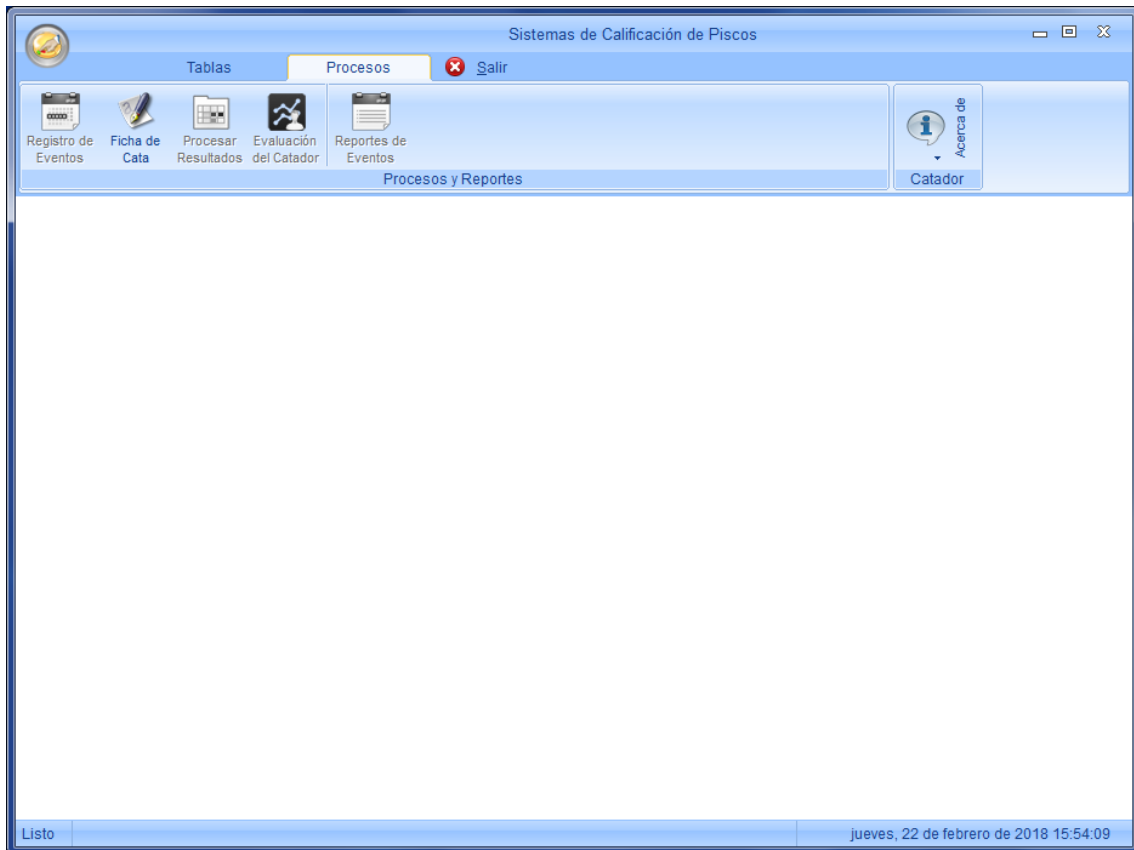 Sistemas de Calificación de Piscos
Tablas
Procesos
Salir
Registro de
Eventos
Ficha de
Cata
Procesar
Resultados
Evaluación
del Catador
Reportes de
Eventos
Acerca de
Procesos y Reportes
Catador
Listo
jueves, 22 de febrero de 2018 15:54:09